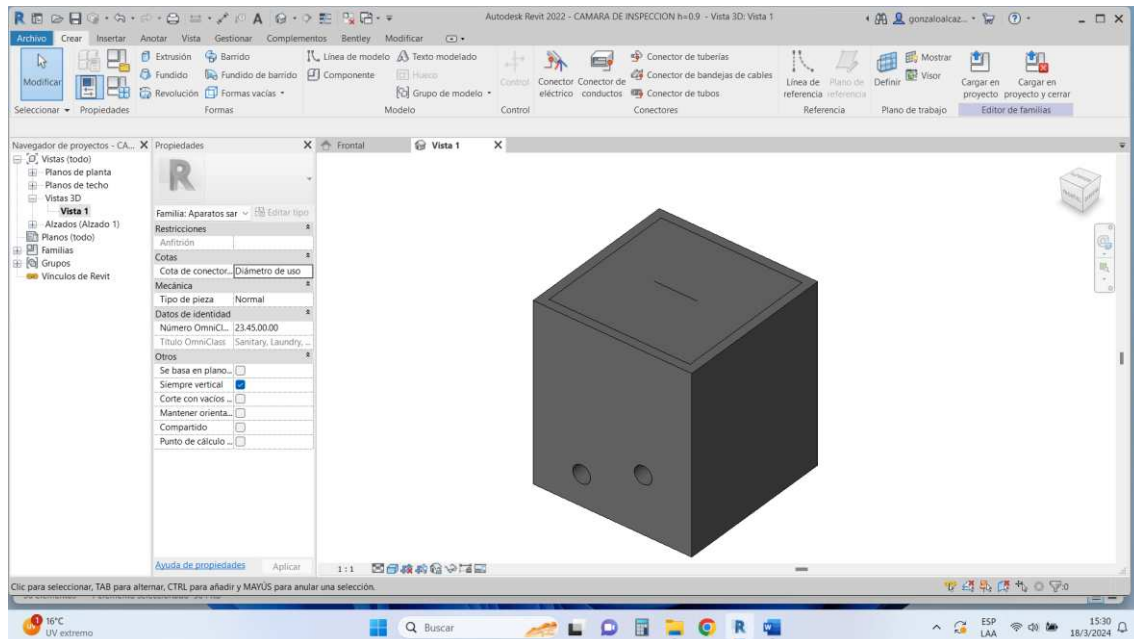 Autodesk Revit 2022 - CAMARA DE INSPECCION h=0.9 - Vista 3D: Vista 1
gonzaloalcaz...
Archivo Crear Insertar Anotar Vista Gestionar Complementos Bentley Modificar
Modificar
Seleccionar Propiedades
Extrusión Barrido
Fundido Fundido de barrido
Revolución Formas vacías
Formas
Línea de modelo Texto modelado
Componente Hueco
Grupo de modelo
Modelo
Control
Control
Conector eléctrico
Conector de conductos
Conector de tuberías
Conector de bandejas de cables
Conector de tubos
Conectores
Línea de referencia
Plano de referencia
Referencia
Definir Mostrar
Visor
Plano de trabajo
Cargar en proyecto
Cargar en proyecto y cerrar
Editor de familias
Navegador de proyectos - CA... X
Vistas (todo)
Planos de planta
Planos de techo
Vistas 3D
Vista 1
Alzados (Alzado 1)
Planos (todo)
Familias
Grupos
Vínculos de Revit
Propiedades X
Familia: Aparatos sar Editar tipo
Restricciones
Anfitrión
Cotas
Cota de conector... Diámetro de uso
Mecánica
Tipo de pieza Normal
Datos de identidad
Número OmniCl... 23.45.00.00
Título OmniClass Sanitary, Laundry, ...
Otros
Se basa en plano...
Siempre vertical
Corte con vacíos ...
Mantener orienta...
Compartido
Punto de cálculo ...
Ayuda de propiedades Aplicar
Frontal Vista 1 X
1:1
Clic para seleccionar, TAB para alternar, CTRL para añadir y MAYÚS para anular una selección.
:0
16°C
UV extremo
Buscar
ESP
LAA
15:30
18/3/2024